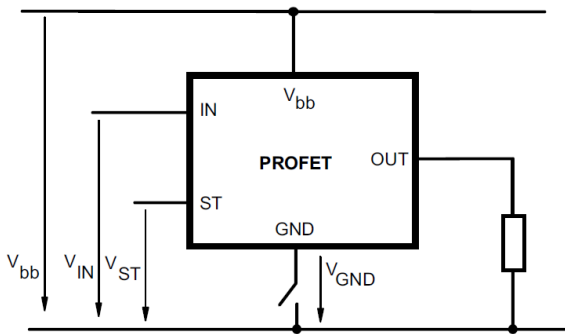 Vbb
IN
PROFET
OUT
ST
GND
Vbb
VIN
VST
VGND